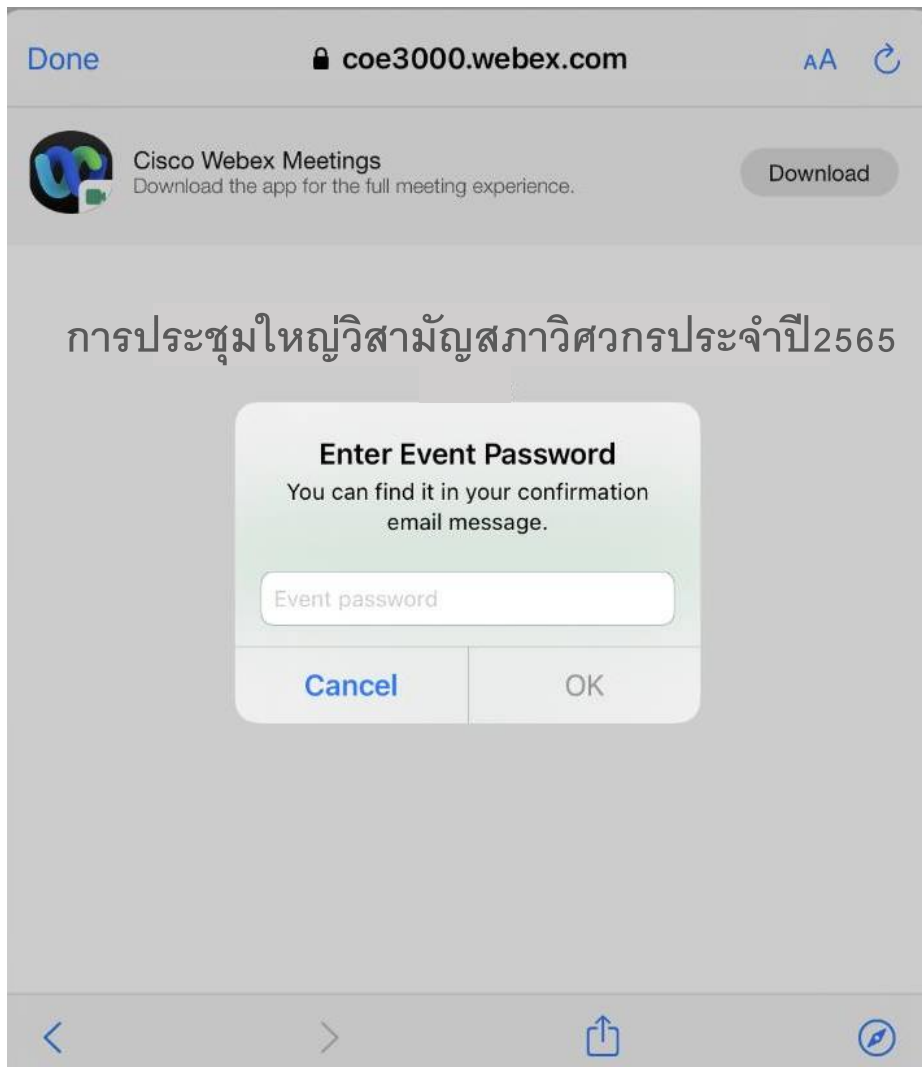 Done
coe3000.webex.com
AA
Cisco Webex Meetings
Download the app for the full meeting experience.
Download
การประชุมใหญ่วิสามัญสภาวิศวกรประจำปี2565
Enter Event Password
You can find it in your confirmation
email message.
Event password
Cancel
OK